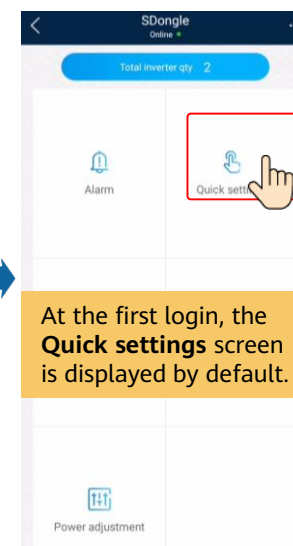 SDongle
Online
Total inverter qty 2
Alarm
Quick setti
At the first login, the
Quick settings screen
is displayed by default.
Power adjustment